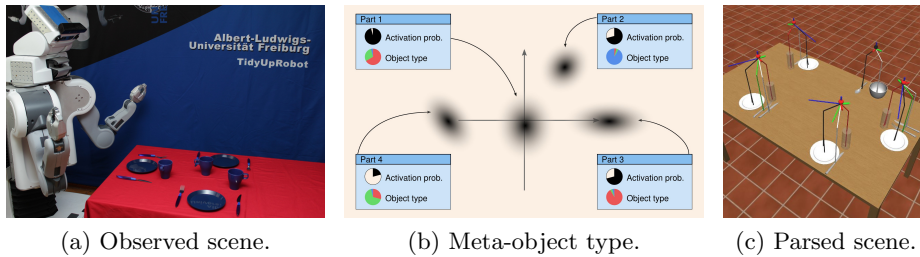 Albert-Ludwigs-
Universität Freiburg
TidyUpRobot
Part 1
Activation prob.
Object type
Part 2
Activation prob.
Object type
Part 4
Activation prob.
Object type
Part 3
Activation prob.
Object type
(a) Observed scene.
(b) Meta-object type.
(c) Parsed scene.